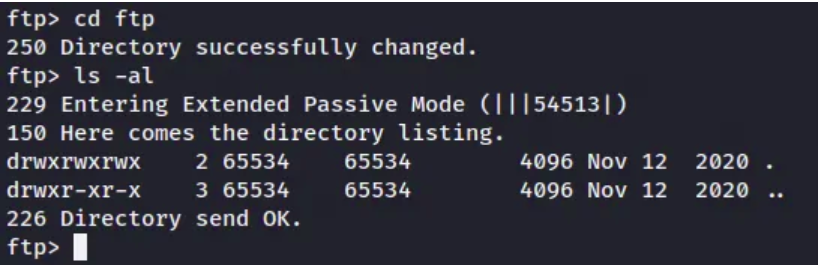 ftp> cd ftp
250 Directory successfully changed.
ftp> ls -al
229 Entering Extended Passive Mode (|||54513|)
150 Here comes the directory listing.
drwxrwxrwx    2 65534    65534        4096 Nov 12  2020 .
drwxr-xr-x    3 65534    65534        4096 Nov 12  2020 ..
226 Directory send OK.
ftp>